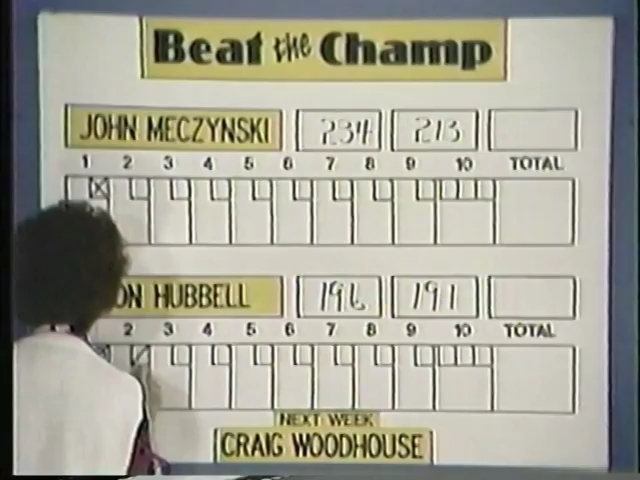 Beat the Champ
JOHN MECZYNSKI 234 213
1 2 3 4 5 6 7 8 9 10 TOTAL
X
ON HUBBELL 196 191
2 3 4 5 6 7 8 9 10 TOTAL
NEXT WEEK
CRAIG WOODHOUSE